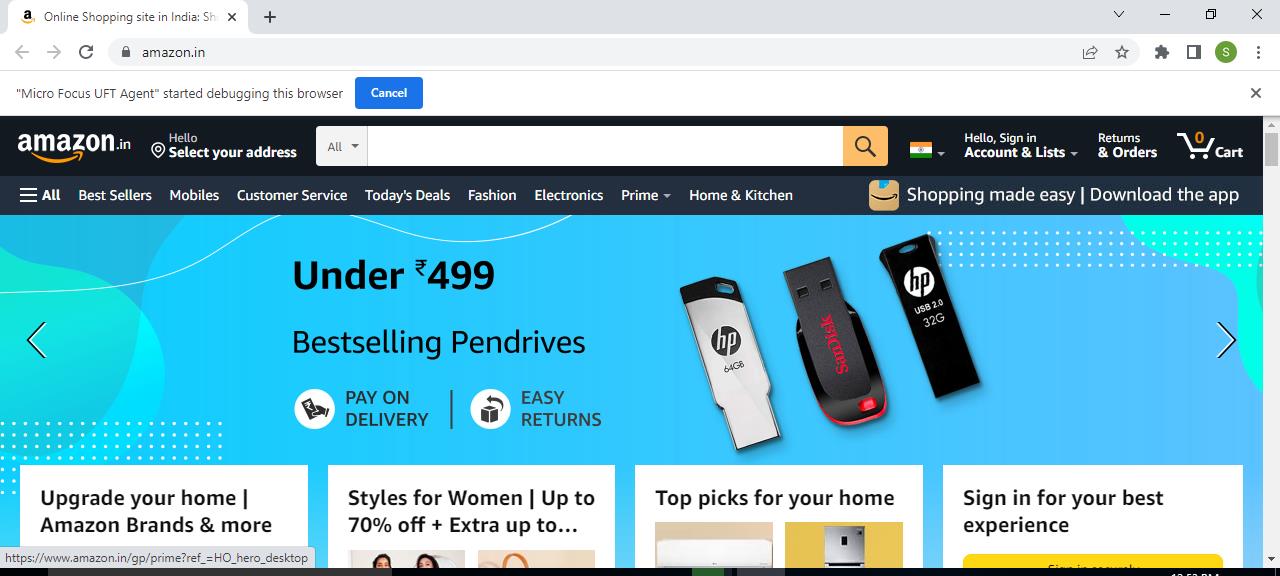 Online Shopping site in India: Sh
amazon.in
S
"Micro Focus UFT Agent" started debugging this browser
Cancel
amazon.in
Hello
Select your address
All
Hello, Sign in
Account & Lists
Returns
& Orders
0
Cart
All
Best Sellers
Mobiles
Customer Service
Today's Deals
Fashion
Electronics
Prime
Home & Kitchen
Shopping made easy | Download the app
Under ₹499
Bestselling Pendrives
PAY ON
DELIVERY
EASY
RETURNS
hp
64GB
SanDisk
hp
USB 2.0
32G
Upgrade your home |
Amazon Brands & more
Styles for Women | Up to
70% off + Extra up to...
Top picks for your home
Sign in for your best
experience
Sign in securely
https://www.amazon.in/gp/prime?ref_=HO_hero_desktop